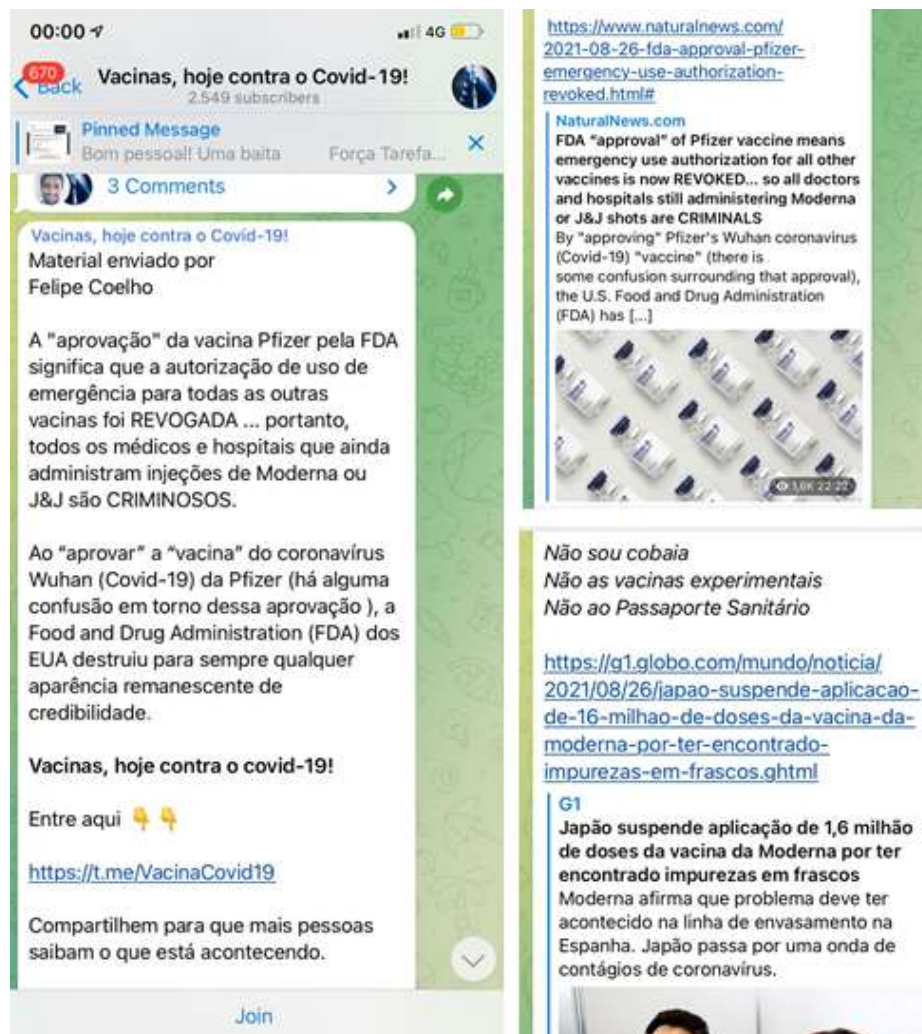 00:00
4G
670
Back
Vacinas, hoje contra o Covid-19!
2.549 subscribers
Pinned Message
Bom pessoal! Uma baita Força Tarefa...
3 Comments
Vacinas, hoje contra o Covid-19!
Material enviado por
Felipe Coelho
A "aprovação" da vacina Pfizer pela FDA
significa que a autorização de uso de
emergência para todas as outras
vacinas foi REVOGADA ... portanto,
todos os médicos e hospitais que ainda
administram injeções de Moderna ou
J&J são CRIMINOSOS.
Ao “aprovar” a “vacina” do coronavírus
Wuhan (Covid-19) da Pfizer (há alguma
confusão em torno dessa aprovação ), a
Food and Drug Administration (FDA) dos
EUA destruiu para sempre qualquer
aparência remanescente de
credibilidade.
Vacinas, hoje contra o covid-19!
Entre aqui 👇👇
https://t.me/VacinaCovid19
Compartilhem para que mais pessoas
saibam o que está acontecendo.
Join
https://www.naturalnews.com/
2021-08-26-fda-approval-pfizer-
emergency-use-authorization-
revoked.html#
NaturalNews.com
FDA “approval” of Pfizer vaccine means
emergency use authorization for all other
vaccines is now REVOKED... so all doctors
and hospitals still administering Moderna
or J&J shots are CRIMINALS
By "approving" Pfizer's Wuhan coronavirus
(Covid-19) "vaccine" (there is
some confusion surrounding that approval),
the U.S. Food and Drug Administration
(FDA) has [...]
22:22
Não sou cobaia
Não as vacinas experimentais
Não ao Passaporte Sanitário
https://g1.globo.com/mundo/noticia/
2021/08/26/japao-suspende-aplicacao-
de-16-milhao-de-doses-da-vacina-da-
moderna-por-ter-encontrado-
impurezas-em-frascos.ghtml
G1
Japão suspende aplicação de 1,6 milhão
de doses da vacina da Moderna por ter
encontrado impurezas em frascos
Moderna afirma que problema deve ter
acontecido na linha de envasamento na
Espanha. Japão passa por uma onda de
contágios de coronavírus.